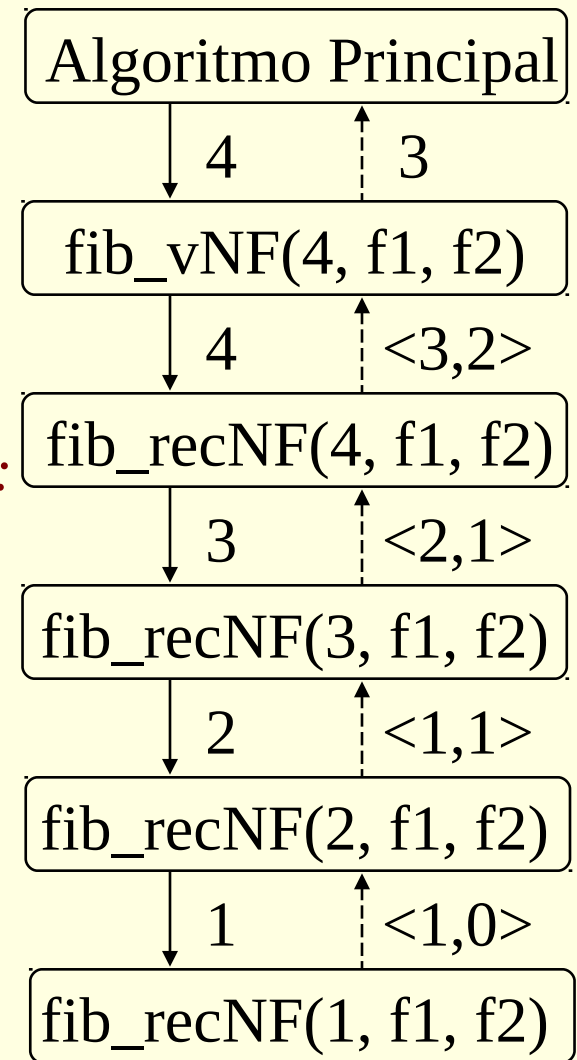 Algoritmo Principal
4 3
fib_vNF(4, f1, f2)
4 <3,2>
fib_recNF(4, f1, f2)
3 <2,1>
fib_recNF(3, f1, f2)
2 <1,1>
fib_recNF(2, f1, f2)
1 <1,0>
fib_recNF(1, f1, f2)